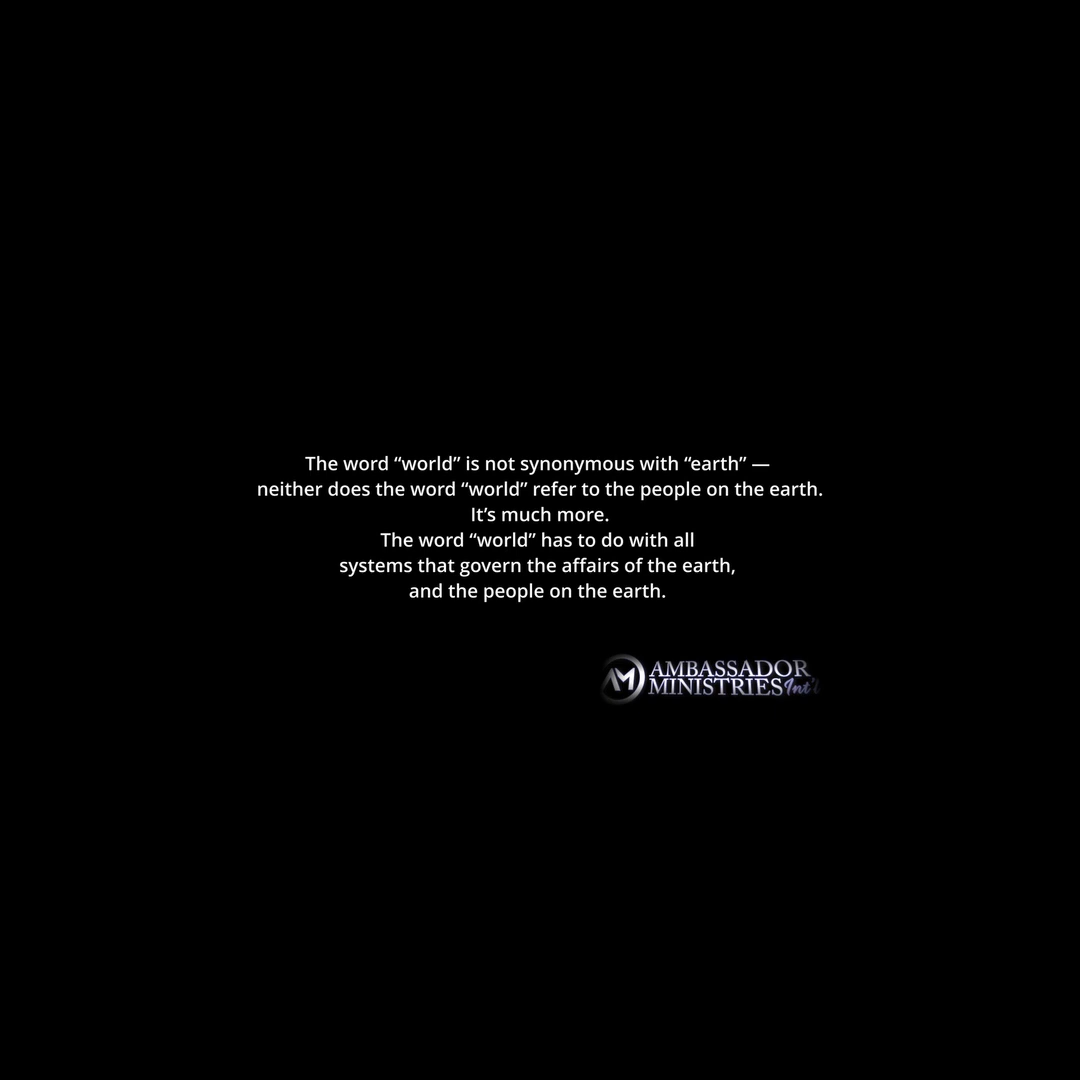 The word “world” is not synonymous with “earth” —
neither does the word “world” refer to the people on the earth.
It’s much more.
The word “world” has to do with all
systems that govern the affairs of the earth,
and the people on the earth.
AMBASSADOR
MINISTRIES Int'l